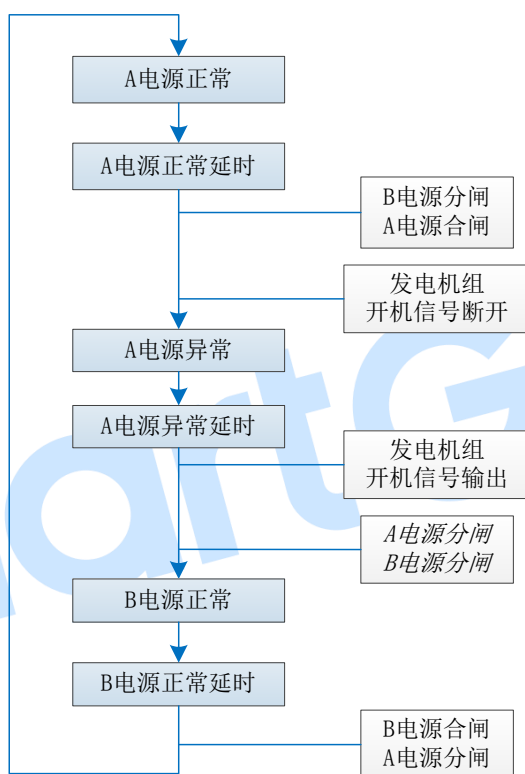 A电源正常
A电源正常延时
B电源分闸
A电源合闸
发电机组
开机信号断开
A电源异常
A电源异常延时
发电机组
开机信号输出
A电源分闸
B电源分闸
B电源正常
B电源正常延时
B电源合闸
A电源分闸
artG